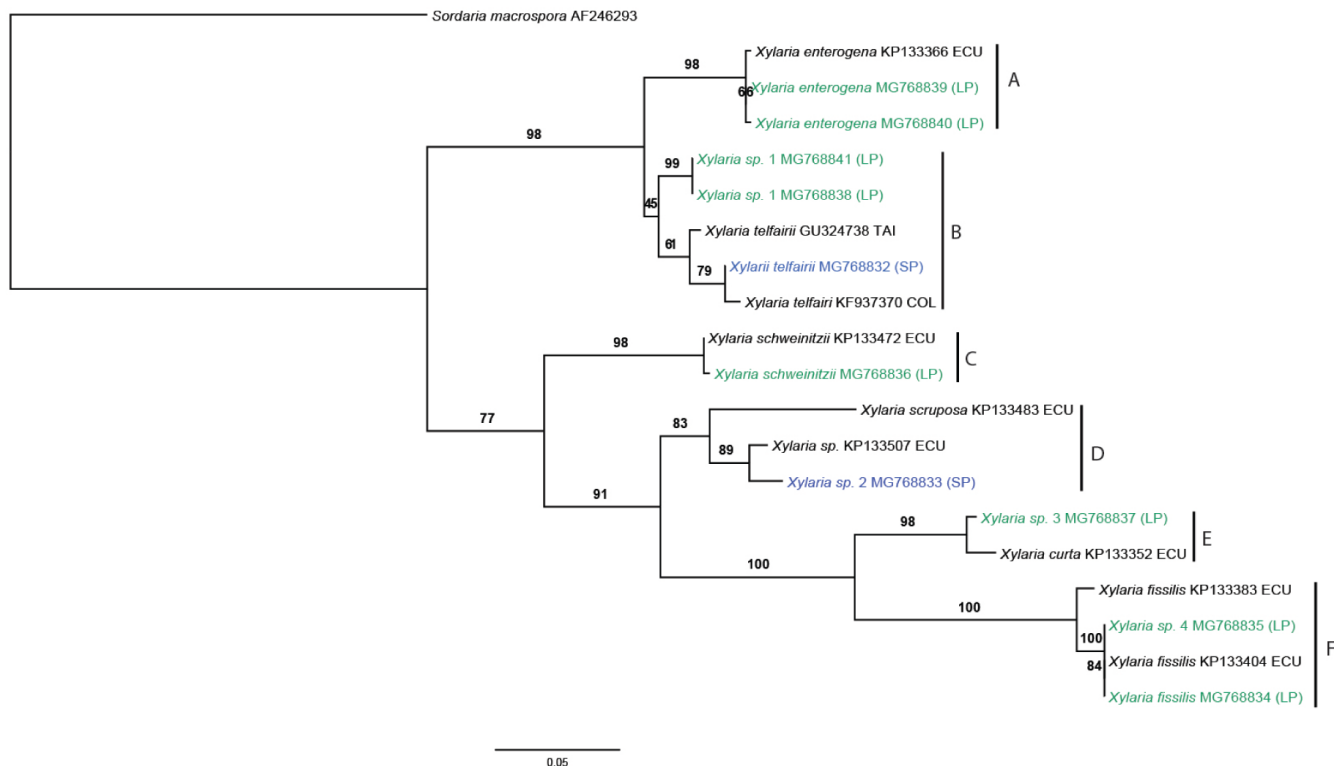 Sordaria macrospora AF246293
Xylaria enterogena KP133366 ECU
98
66
Xylaria enterogena MG768839 (LP)
A
Xylaria enterogena MG768840 (LP)
98
Xylaria sp. 1 MG768841 (LP)
99
Xylaria sp. 1 MG768838 (LP)
45
Xylaria telfairii GU324738 TAI
B
61
Xylarii telfairii MG768832 (SP)
79
Xylaria telfairi KF937370 COL
Xylaria schweinitzii KP133472 ECU
98
C
Xylaria schweinitzii MG768836 (LP)
77
Xylaria scruposa KP133483 ECU
83
Xylaria sp. KP133507 ECU
89
D
Xylaria sp. 2 MG768833 (SP)
91
Xylaria sp. 3 MG768837 (LP)
98
E
Xylaria curta KP133352 ECU
100
Xylaria fissilis KP133383 ECU
100
Xylaria sp. 4 MG768835 (LP)
100
F
Xylaria fissilis KP133404 ECU
84
Xylaria fissilis MG768834 (LP)
0.05